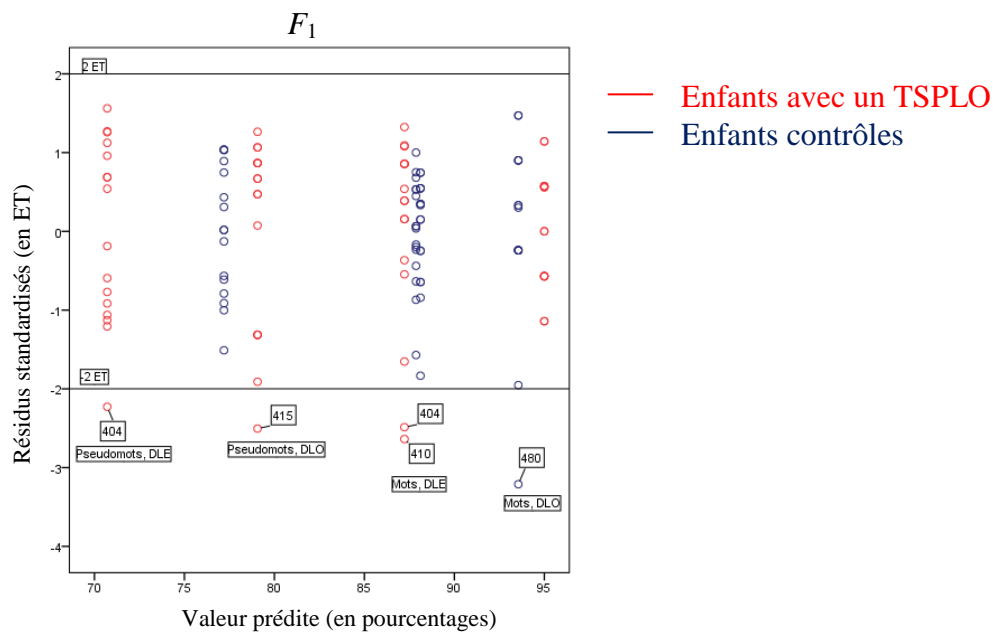 F1
2 ET
2
1
0
-1
-2 ET
-2
-3
-4
404
Pseudomots, DLE
415
Pseudomots, DLO
404
410
Mots, DLE
480
Mots, DLO
70
75
80
85
90
95
Résidus standardisés (en ET)
Valeur prédite (en pourcentages)
Enfants avec un TSPLO
Enfants contrôles